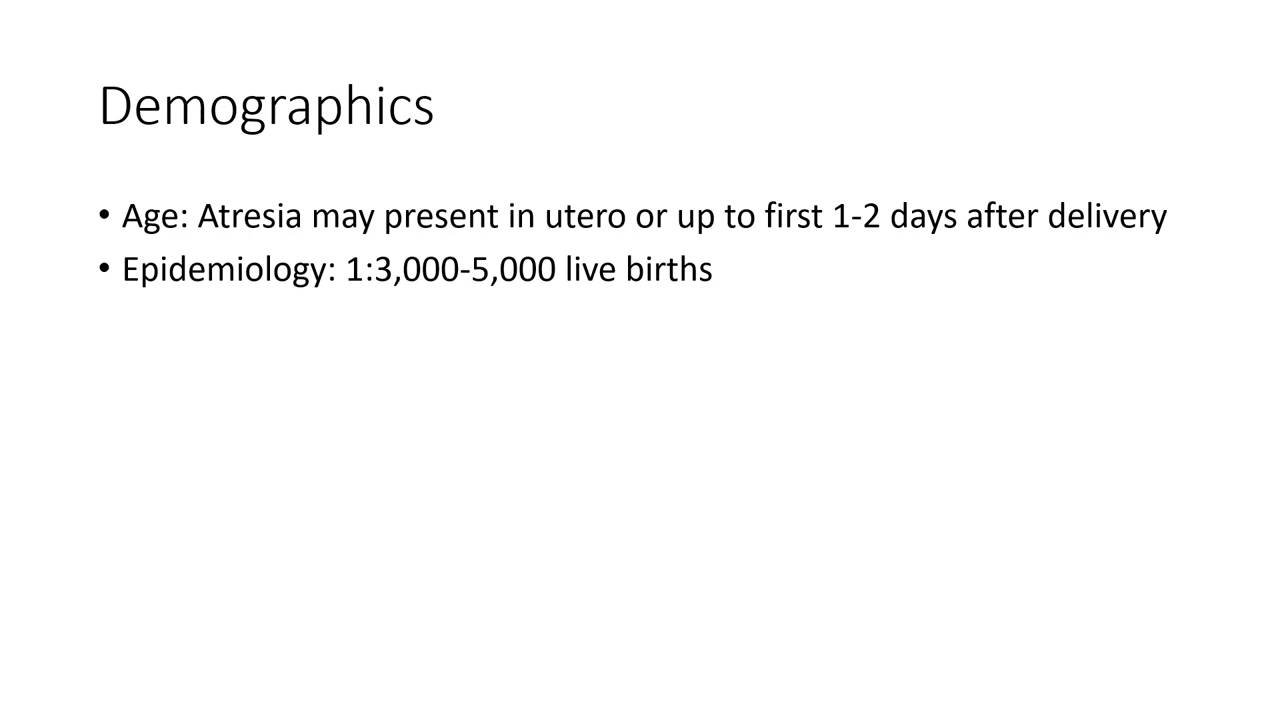 Demographics
• Age: Atresia may present in utero or up to first 1-2 days after delivery
• Epidemiology: 1:3,000-5,000 live births